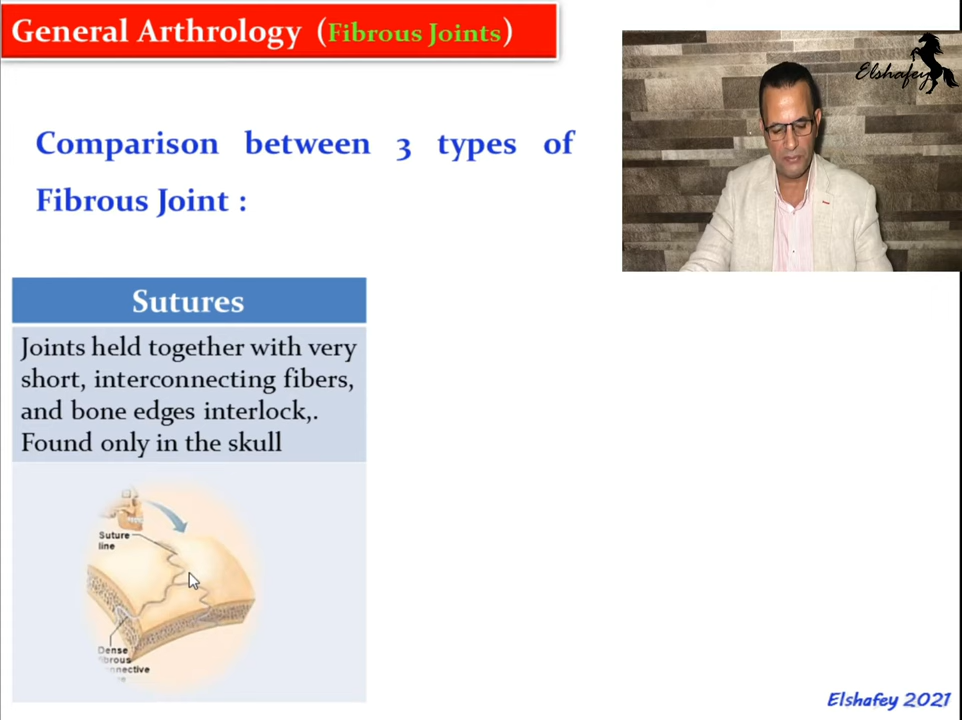 General Arthrology (Fibrous Joints)
Elshafey
Comparison between 3 types of
Fibrous Joint :
Sutures
Joints held together with very
short, interconnecting fibers,
and bone edges interlock,.
Found only in the skull
Suture
line
Dense
fibrous
Elshafey 2021